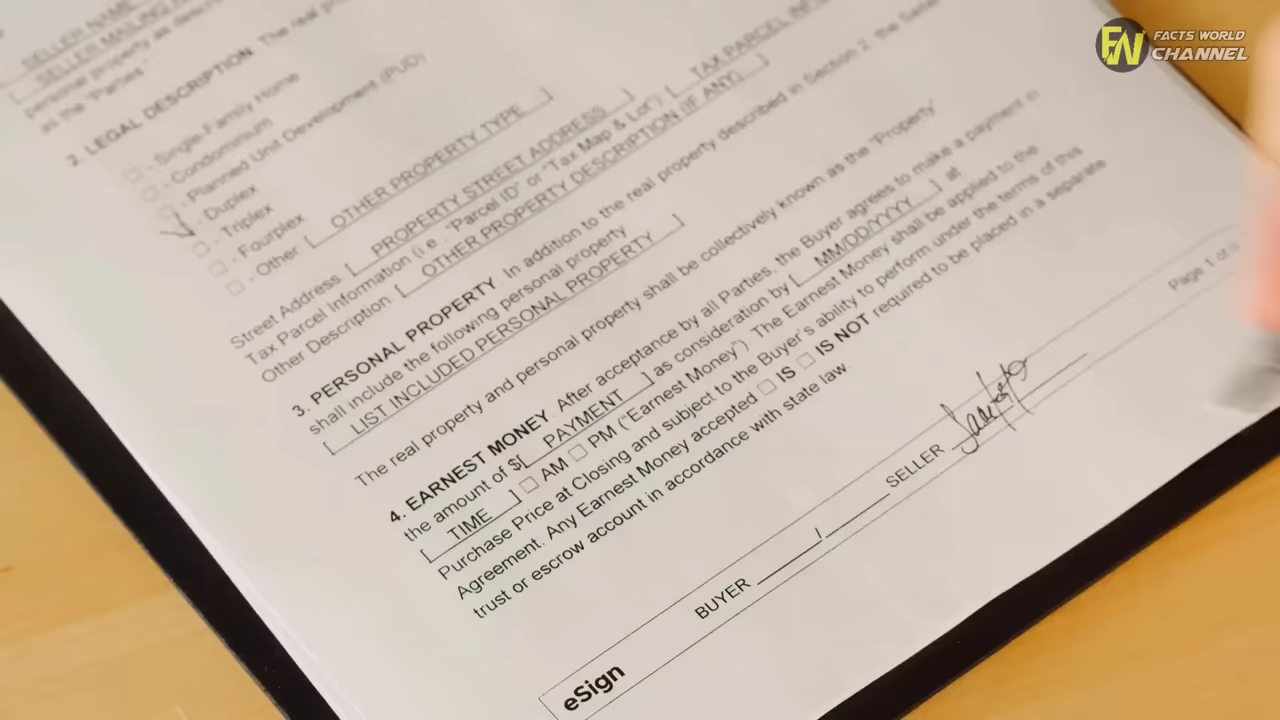 FW FACTS WORLD
CHANNEL
SELLER NAME
SELLER MAILING
personal property as
as the "Parties"
2. LEGAL DESCRIPTION. The real
- Single-Family Home
- Condominium
- Planned Unit Development (PUD)
- Duplex
- Triplex
- Fourplex
- Other [ OTHER PROPERTY TYPE ]
Street Address [ PROPERTY STREET ADDRESS ]
Tax Parcel Information (i.e. "Parcel ID" or "Tax Map & Lot") [ TAX PARCEL
Other Description [ OTHER PROPERTY DESCRIPTION (IF ANY) ]
3. PERSONAL PROPERTY. In addition to the real property described in Section 2, the Seller
shall include the following personal property
[ LIST INCLUDED PERSONAL PROPERTY ]
The real property and personal property shall be collectively known as the "Property"
4. EARNEST MONEY. After acceptance by all Parties, the Buyer agrees to make a payment in
the amount of $[ PAYMENT ] as consideration by [ MM/DD/YYYY ] at
[ TIME ] ☐ AM ☐ PM ("Earnest Money"). The Earnest Money shall be applied to the
Purchase Price at Closing and subject to the Buyer's ability to perform under the terms of this
Agreement. Any Earnest Money accepted ☐ IS ☐ IS NOT required to be placed in a separate
trust or escrow account in accordance with state law.
Page 1 of
eSign BUYER ____/____ SELLER